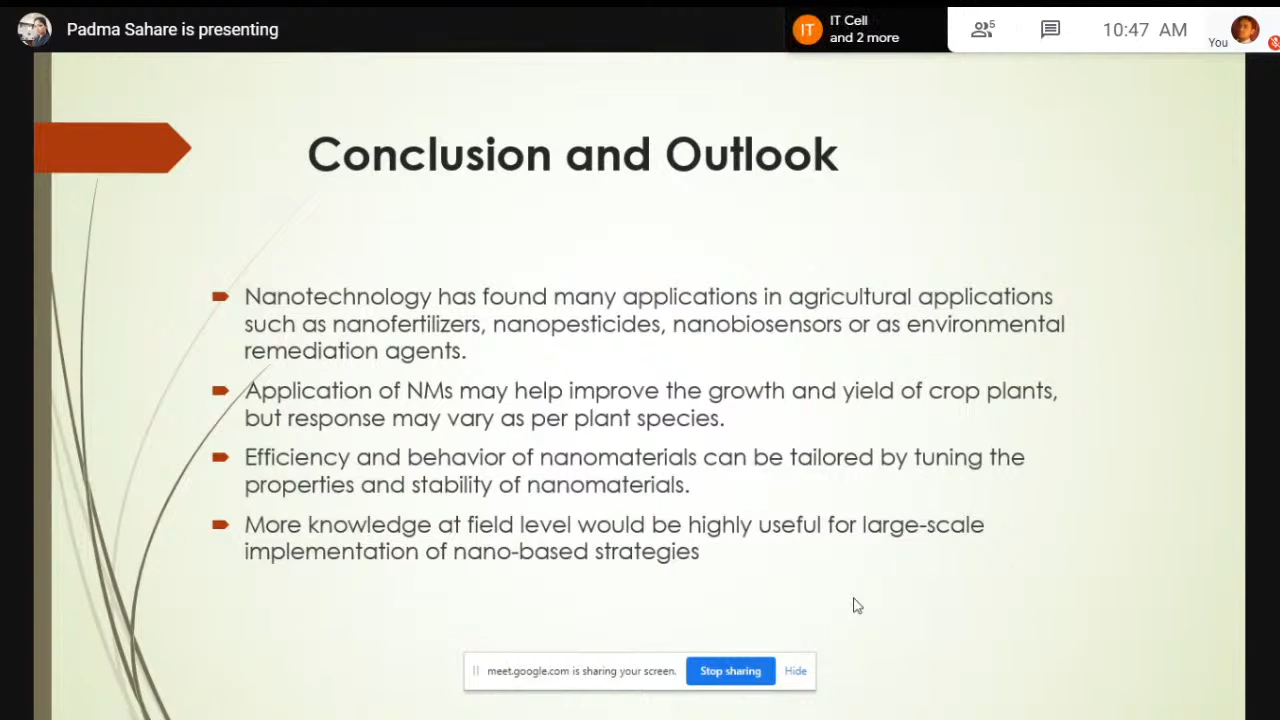 Padma Sahare is presenting
IT
IT Cell
and 2 more
5
10:47 AM
You
Conclusion and Outlook
Nanotechnology has found many applications in agricultural applications
such as nanofertilizers, nanopesticides, nanobiosensors or as environmental
remediation agents.
Application of NMs may help improve the growth and yield of crop plants,
but response may vary as per plant species.
Efficiency and behavior of nanomaterials can be tailored by tuning the
properties and stability of nanomaterials.
More knowledge at field level would be highly useful for large-scale
implementation of nano-based strategies
meet.google.com is sharing your screen.
Stop sharing
Hide